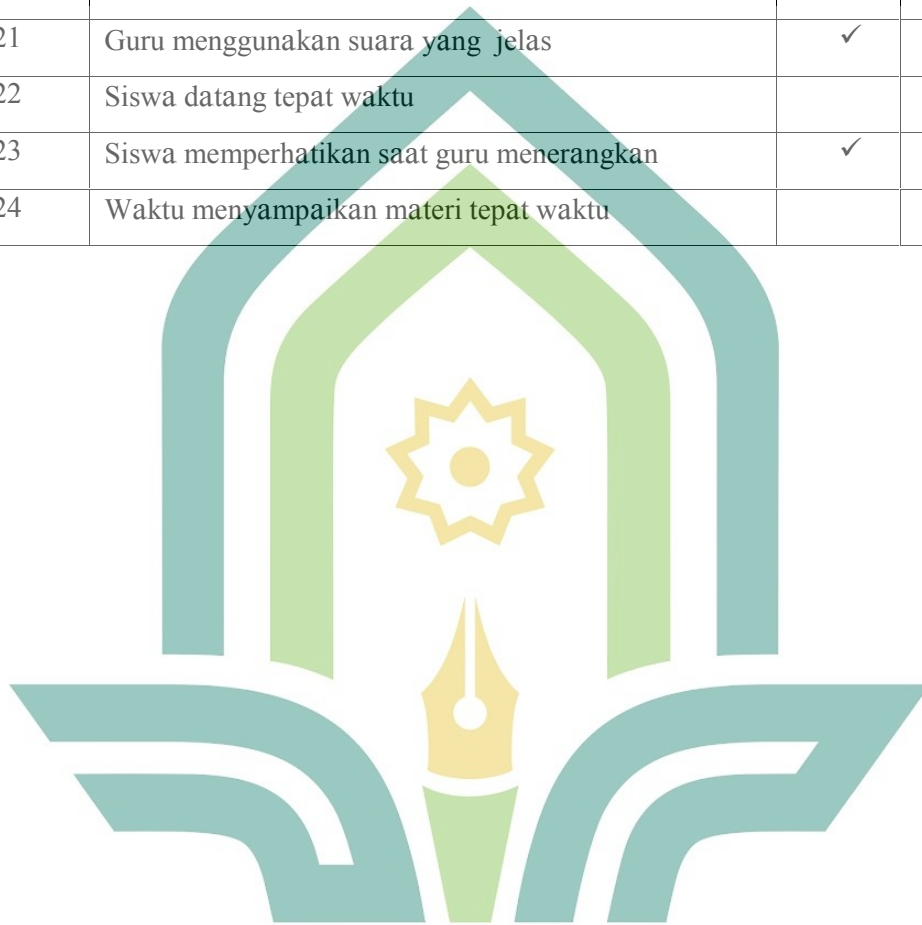 21 Guru menggunakan suara yang jelas ✓
22 Siswa datang tepat waktu
23 Siswa memperhatikan saat guru menerangkan ✓
24 Waktu menyampaikan materi tepat waktu